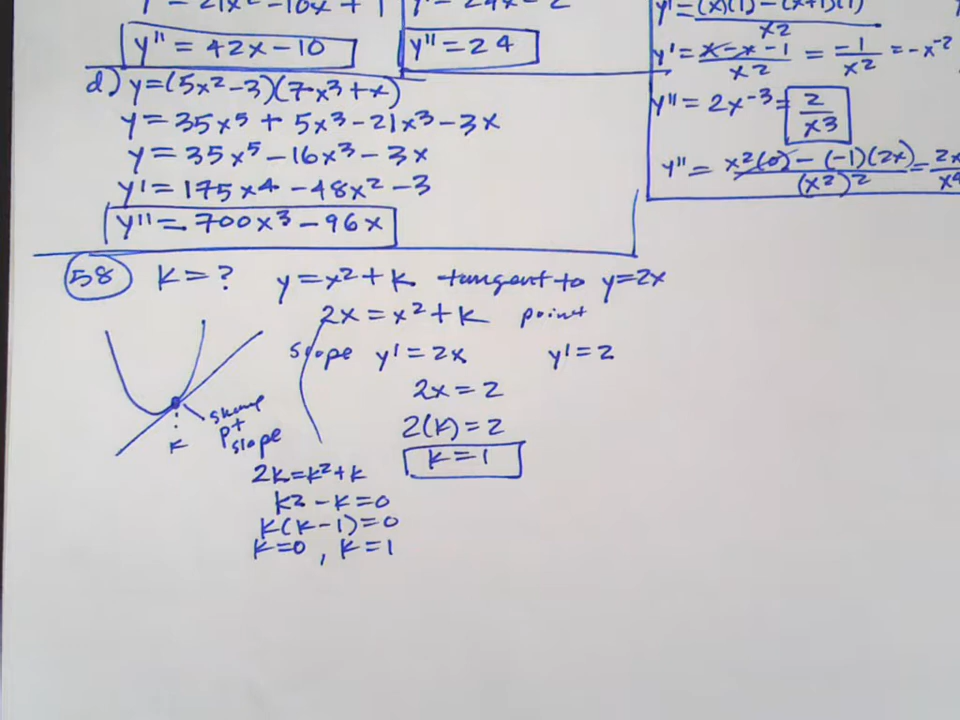 y'' = 42x - 10
y'' = 24
d) y = (5x² - 3)(7x³ + x)
y = 35x⁵ + 5x³ - 21x³ - 3x
y = 35x⁵ - 16x³ - 3x
y' = 175x⁴ - 48x² - 3
y'' = 700x³ - 96x
x2
y' = x - x - 1 / x2 = -1 / x² = -x⁻²
y'' = 2x⁻³ = 2 / x3
y'' = x²(0) - (-1)(2x) / (x²)² = 2x / x4
58 K = ? y = x² + k tangent to y = 2x
2x = x² + k point
slope y' = 2x y' = 2
2x = 2
2(k) = 2
k = 1
pt
slope
K
2k = k² + k
k2 - k = 0
k(k - 1) = 0
k = 0 , k = 1